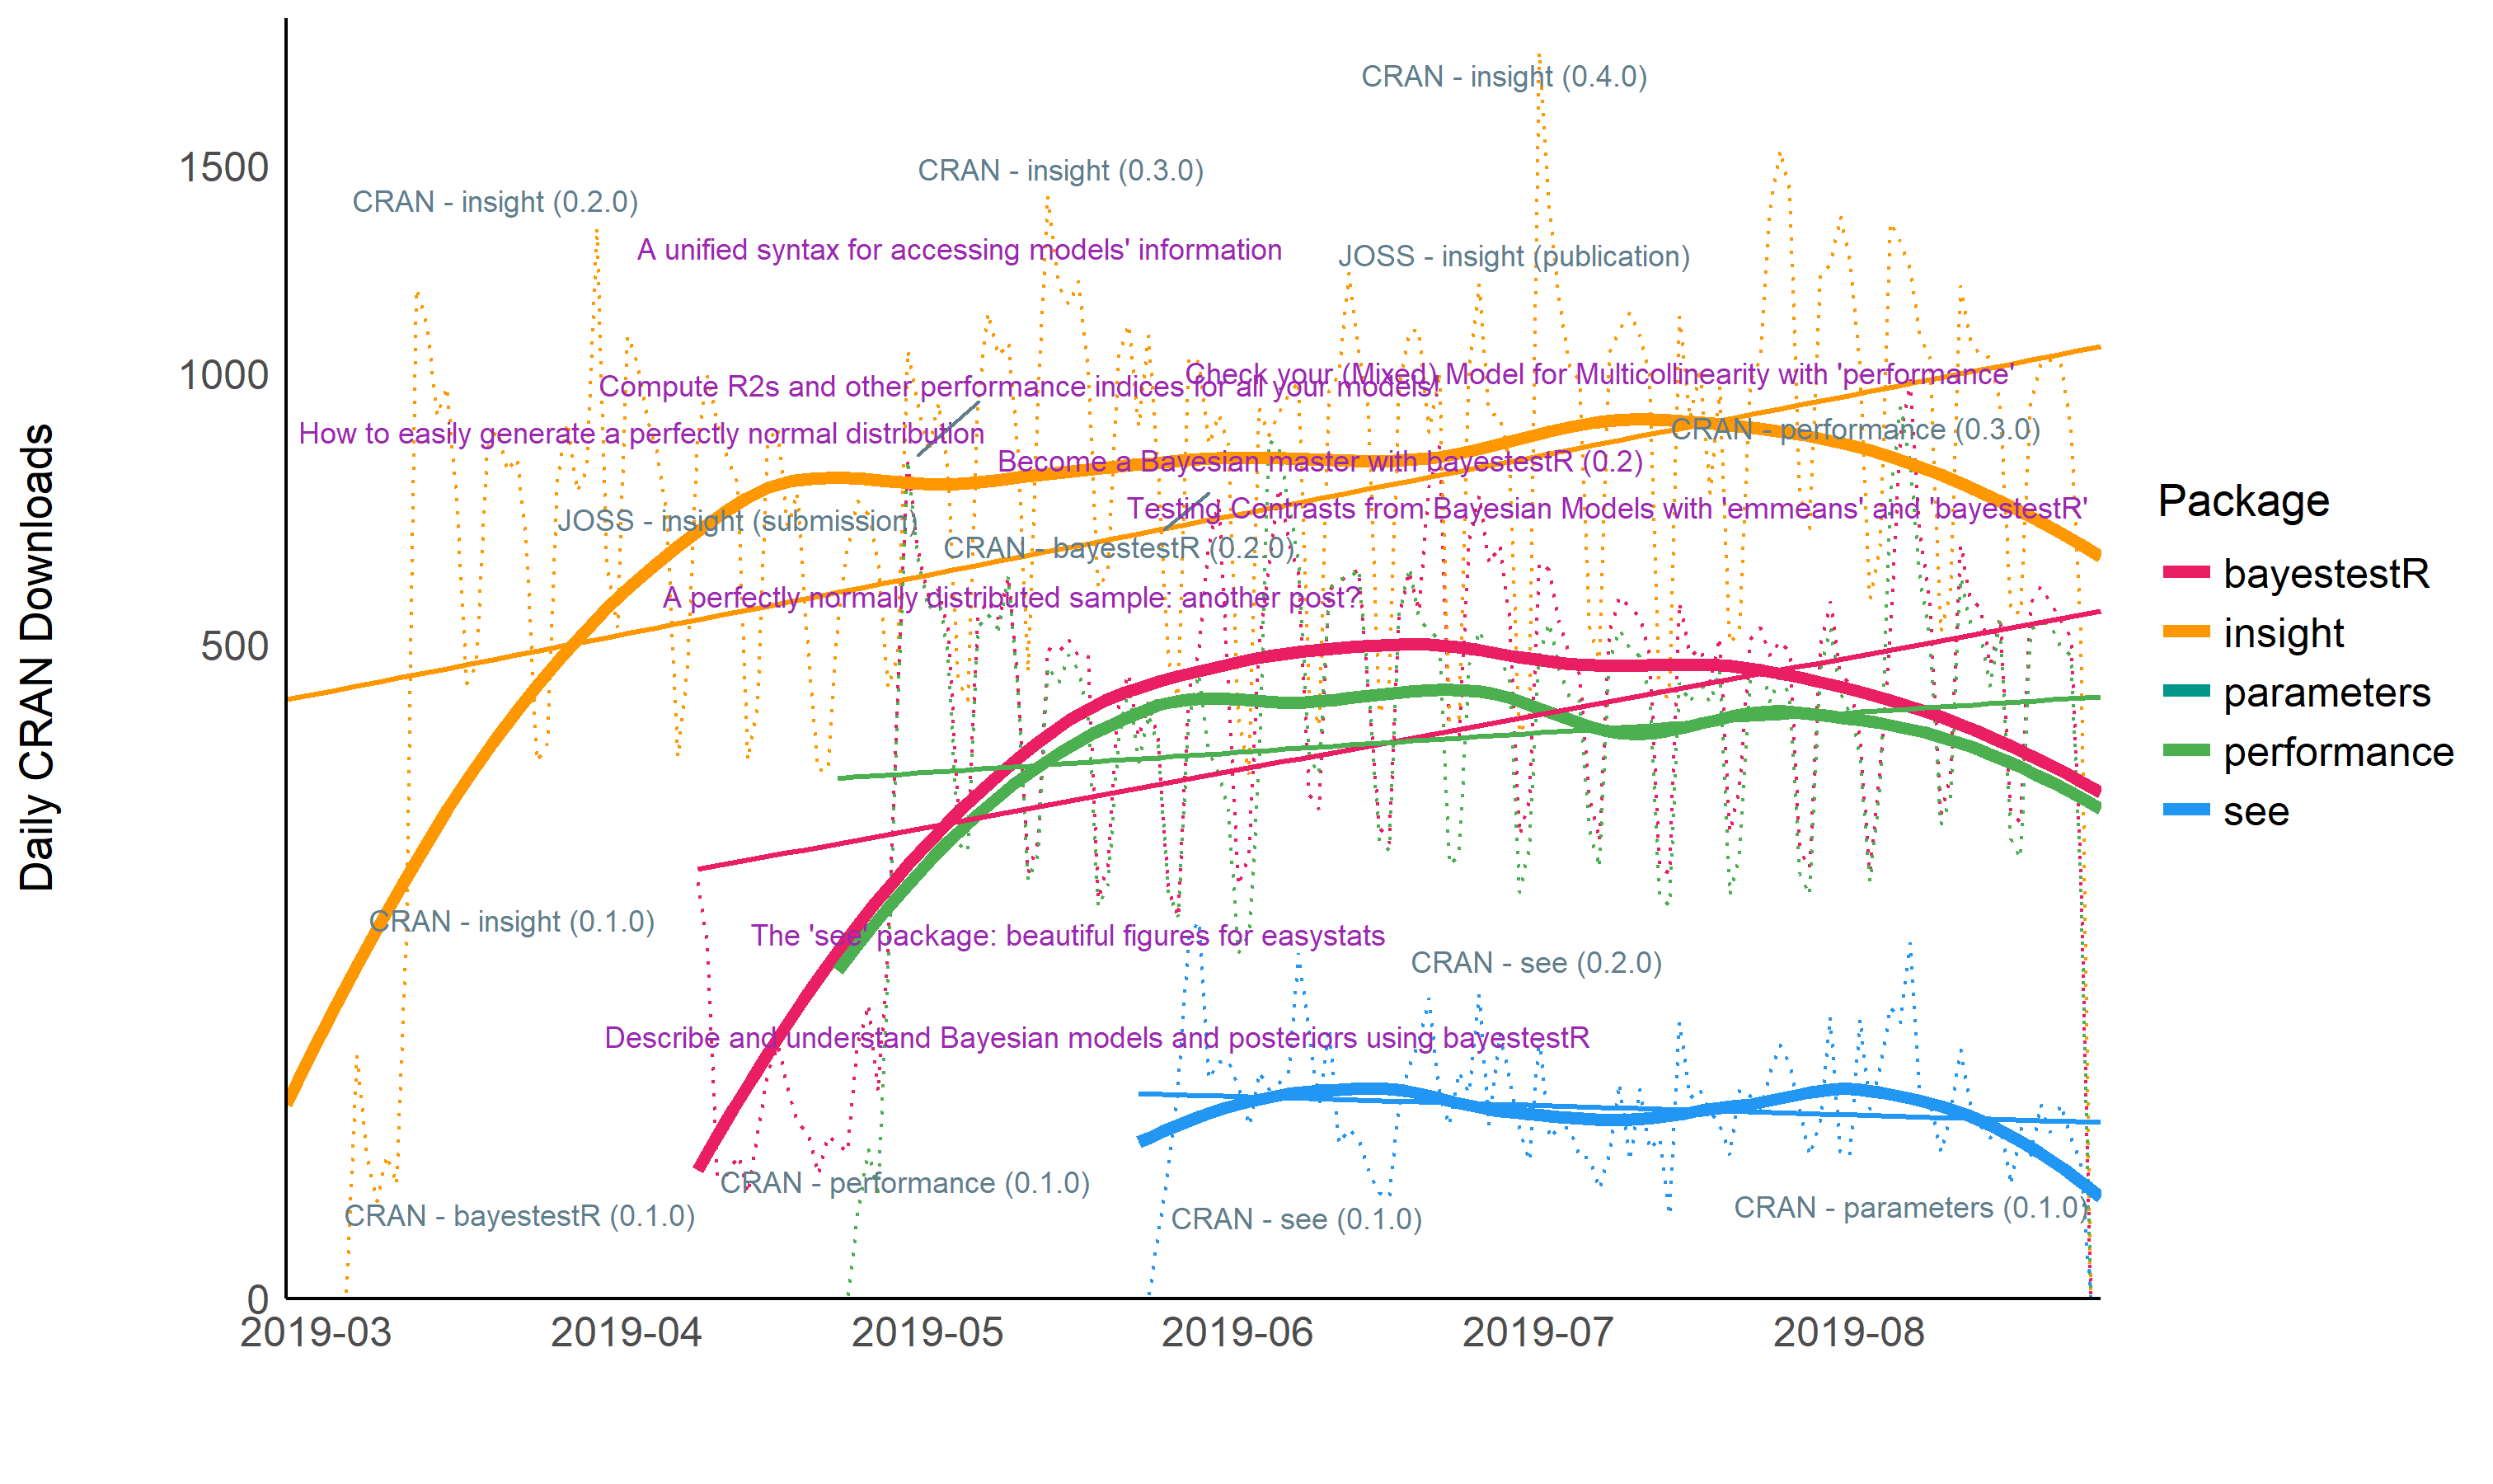 CRAN - insight (0.4.0)
CRAN - insight (0.3.0)
1500
CRAN - insight (0.2.0)
A unified syntax for accessing models' information
JOSS - insight (publication)
1000
Check your (Mixed) Model for Multicollinearity with 'performance'
Compute R2s and other performance indices for all your models!
How to easily generate a perfectly normal distribution
CRAN - performance (0.3.0)
Become a Bayesian master with bayestestR (0.2)
Testing Contrasts from Bayesian Models with 'emmeans' and 'bayestestR'
JOSS - insight (submission)
CRAN - bayestestR (0.2.0)
A perfectly normally distributed sample: another post?
500
Daily CRAN Downloads
CRAN - insight (0.1.0)
The 'see' package: beautiful figures for easystats
CRAN - see (0.2.0)
Describe and understand Bayesian models and posteriors using bayestestR
CRAN - performance (0.1.0)
CRAN - bayestestR (0.1.0)
CRAN - see (0.1.0)
CRAN - parameters (0.1.0)
0
2019-03
2019-04
2019-05
2019-06
2019-07
2019-08
Package
bayestestR
insight
parameters
performance
see